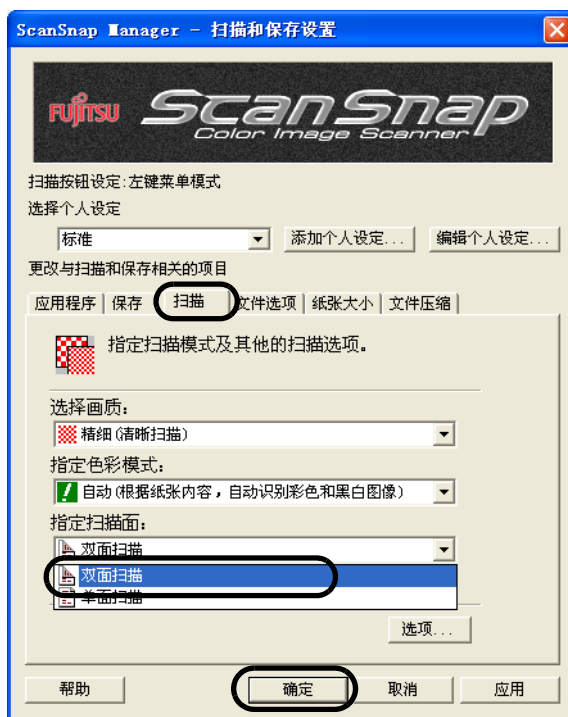 ScanSnap Manager - 扫描和保存设置
FUJITSU ScanSnap
Color Image Scanner
扫描按钮设定:左键菜单模式
选择个人设定
标准 添加个人设定... 编辑个人设定...
更改与扫描和保存相关的项目
应用程序 保存 扫描 文件选项 纸张大小 文件压缩
指定扫描模式及其他的扫描选项。
选择画质:
精细(清晰扫描)
指定色彩模式:
自动(根据纸张内容，自动识别彩色和黑白图像)
指定扫描面:
双面扫描
双面扫描
单面扫描
选项...
帮助 确定 取消 应用